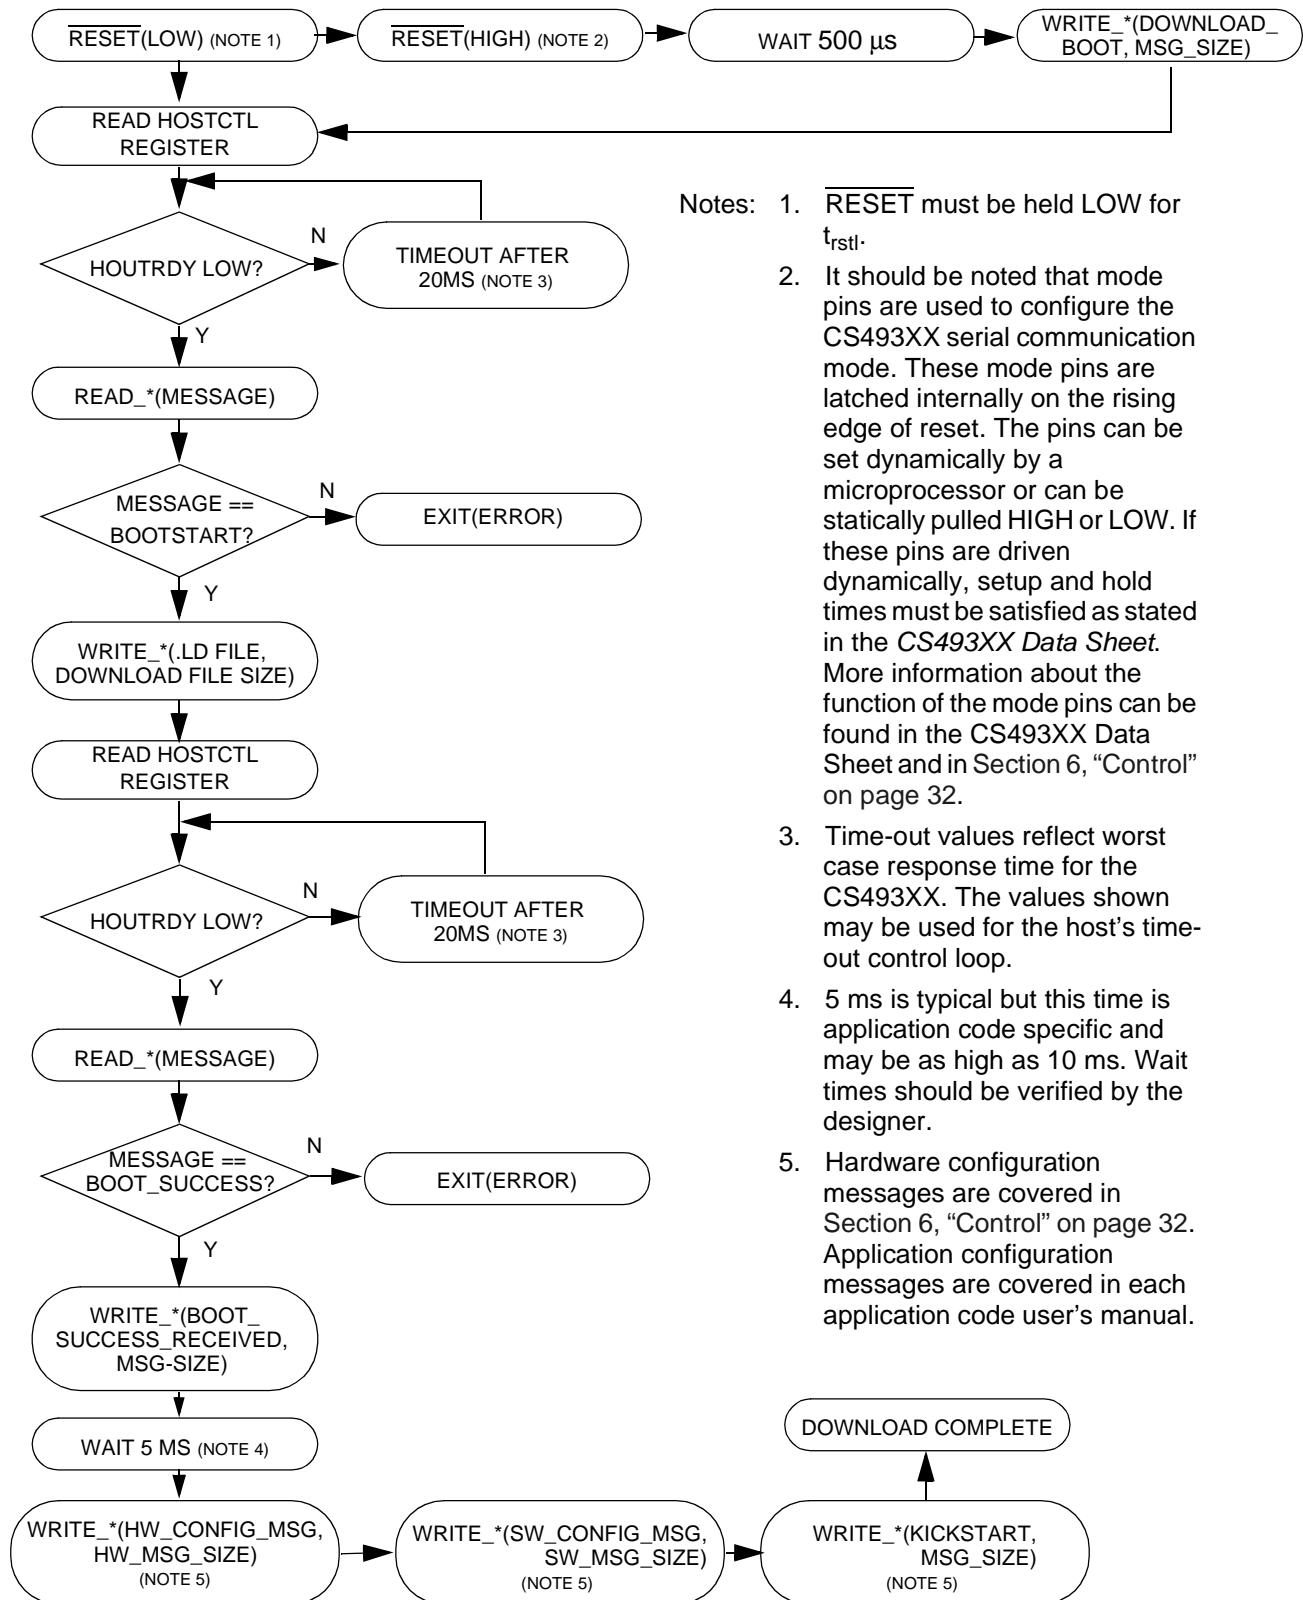 RESET(LOW) (NOTE 1)
RESET(HIGH) (NOTE 2)
WAIT 500 µs
WRITE_*(DOWNLOAD_
BOOT, MSG_SIZE)
READ HOSTCTL
REGISTER
HOUTRDY LOW?
N
TIMEOUT AFTER
20MS (NOTE 3)
Y
READ_*(MESSAGE)
MESSAGE ==
BOOTSTART?
N
EXIT(ERROR)
Y
WRITE_*(.LD FILE,
DOWNLOAD FILE SIZE)
READ HOSTCTL
REGISTER
HOUTRDY LOW?
N
TIMEOUT AFTER
20MS (NOTE 3)
Y
READ_*(MESSAGE)
MESSAGE ==
BOOT_SUCCESS?
N
EXIT(ERROR)
Y
WRITE_*(BOOT_
SUCCESS_RECEIVED,
MSG-SIZE)
WAIT 5 MS (NOTE 4)
WRITE_*(HW_CONFIG_MSG,
HW_MSG_SIZE)
(NOTE 5)
WRITE_*(SW_CONFIG_MSG,
SW_MSG_SIZE)
(NOTE 5)
WRITE_*(KICKSTART,
MSG_SIZE)
(NOTE 5)
DOWNLOAD COMPLETE
Notes: 1. RESET must be held LOW for
trstl.
2. It should be noted that mode
pins are used to configure the
CS493XX serial communication
mode. These mode pins are
latched internally on the rising
edge of reset. The pins can be
set dynamically by a
microprocessor or can be
statically pulled HIGH or LOW. If
these pins are driven
dynamically, setup and hold
times must be satisfied as stated
in the CS493XX Data Sheet.
More information about the
function of the mode pins can be
found in the CS493XX Data
Sheet and in Section 6, “Control”
on page 32.
3. Time-out values reflect worst
case response time for the
CS493XX. The values shown
may be used for the host’s time-
out control loop.
4. 5 ms is typical but this time is
application code specific and
may be as high as 10 ms. Wait
times should be verified by the
designer.
5. Hardware configuration
messages are covered in
Section 6, “Control” on page 32.
Application configuration
messages are covered in each
application code user’s manual.